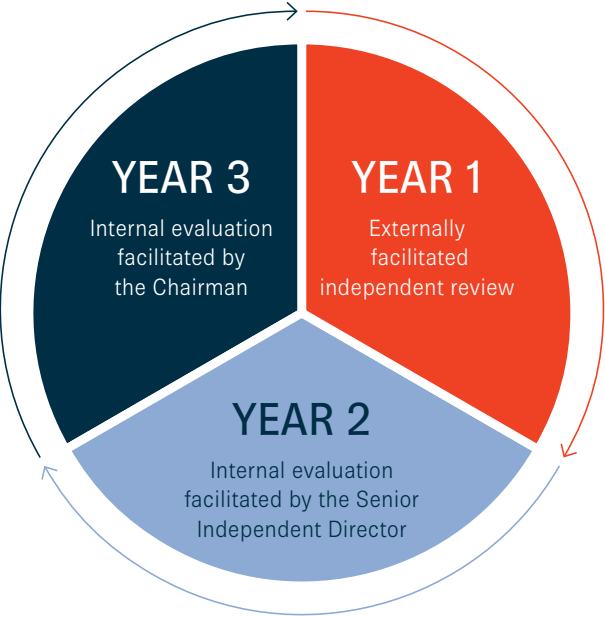 YEAR 3
Internal evaluation
facilitated by
the Chairman
YEAR 1
Externally
facilitated
independent review
YEAR 2
Internal evaluation
facilitated by the Senior
Independent Director